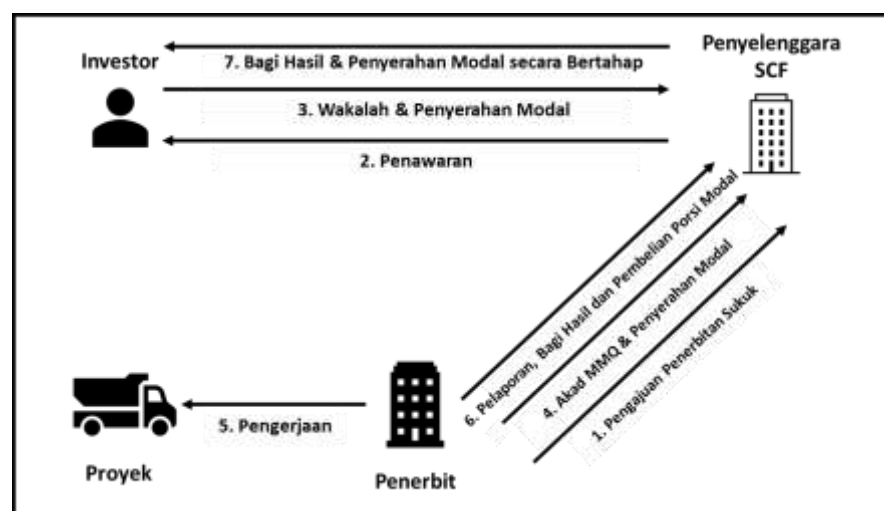 Investor
Penyelenggara
SCF
7. Bagi Hasil & Penyerahan Modal secara Bertahap
3. Wakalah & Penyerahan Modal
2. Penawaran
6. Pelaporan, Bagi Hasil dan Pembelian Porsi Modal
4. Akad MMQ & Penyerahan Modal
1. Pengajuan Penerbitan Sukuk
5. Pengerjaan
Proyek
Penerbit